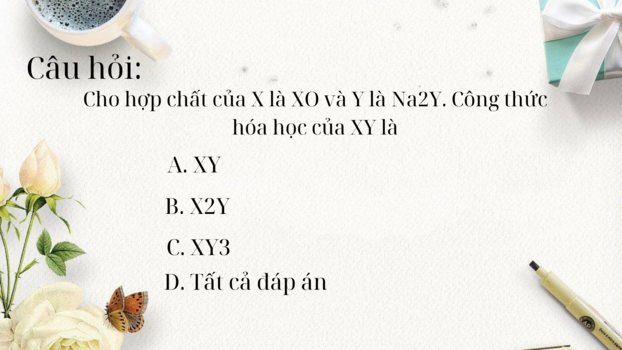 Câu hỏi:
Cho hợp chất của X là XO và Y là Na2Y. Công thức
hóa học của XY là
A. XY
B. X2Y
C. XY3
D. Tất cả đáp án